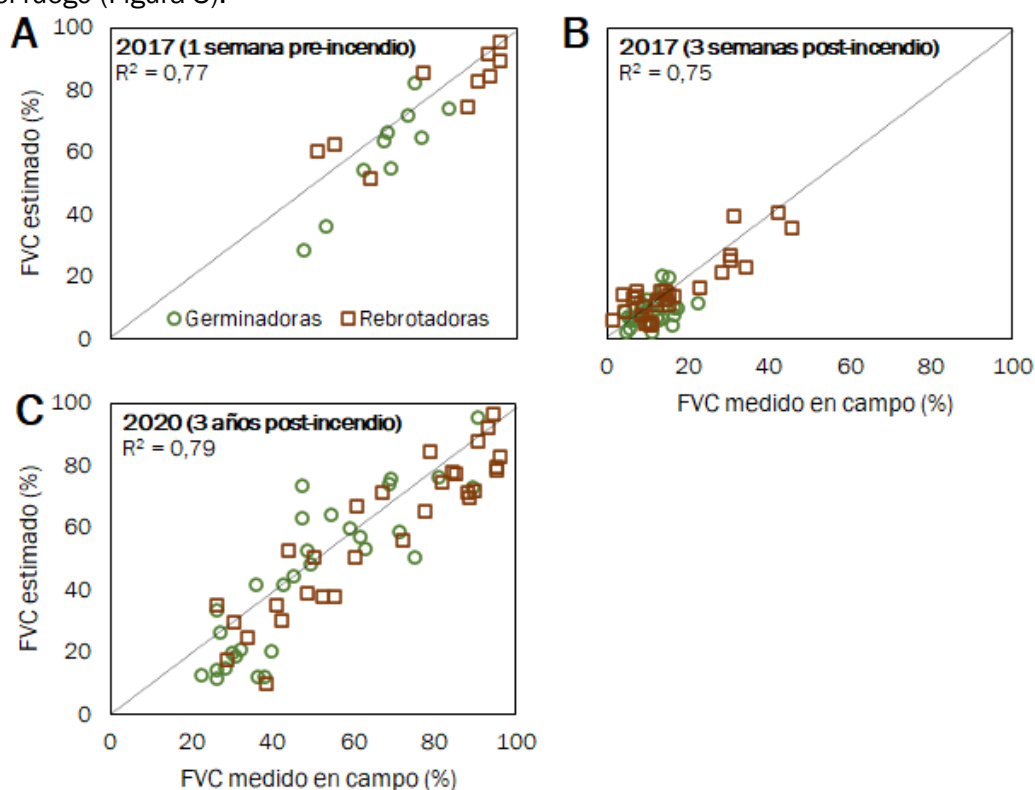 fuego (Figura
A
2017 (1 semana pre-incendio)
R² = 0,77
FVC estimado (%)
100
80
60
40
20
0
Germinadoras
Rebrotadoras
B
2017 (3 semanas post-incendio)
R² = 0,75
0 20 40 60 80 100
FVC medido en campo (%)
C
2020 (3 años post-incendio)
R² = 0,79
FVC estimado (%)
100
80
60
40
20
0
0 20 40 60 80 100
FVC medido en campo (%)